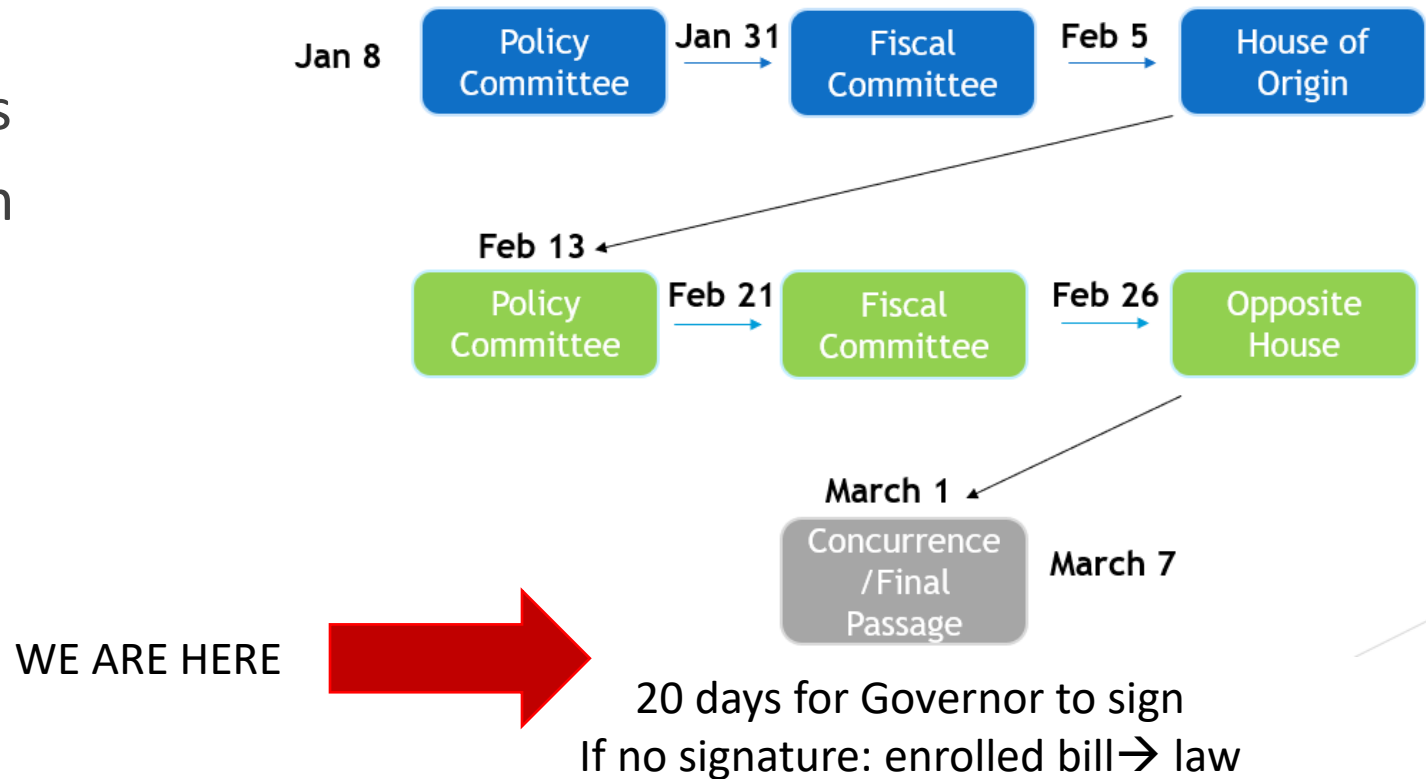 Jan 8
Policy
Committee
Jan 31
Fiscal
Committee
Feb 5
House of
Origin
s
n
Feb 13
Policy
Committee
Feb 21
Fiscal
Committee
Feb 26
Opposite
House
March 1
Concurrence
/Final
Passage
March 7
WE ARE HERE
20 days for Governor to sign
If no signature: enrolled bill→ law